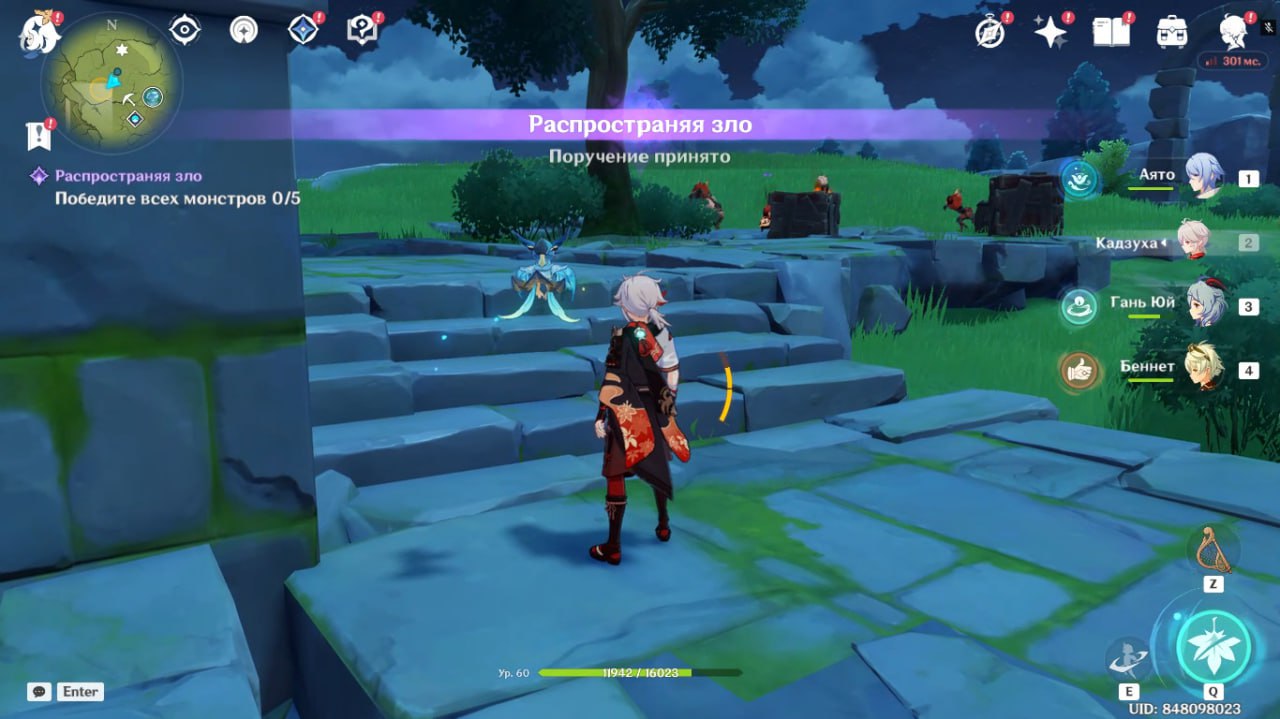 N
301 мс.
Распространяя зло
Поручение принято
Распространяя зло
Победите всех монстров 0/5
Аято
1
Кадзуха
2
Гань Юй
3
Беннет
4
Z
Ур. 60
11942 / 16023
Enter
E
Q
UID: 848098023